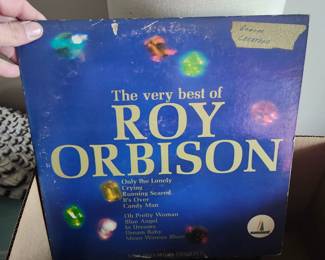 The very best of
ROY
ORBISON
Only the Lonely
Crying
Running Scared
It's Over
Candy Man
Oh Pretty Woman
Blue Angel
In Dreams
Dream Baby
Mean Woman Blues